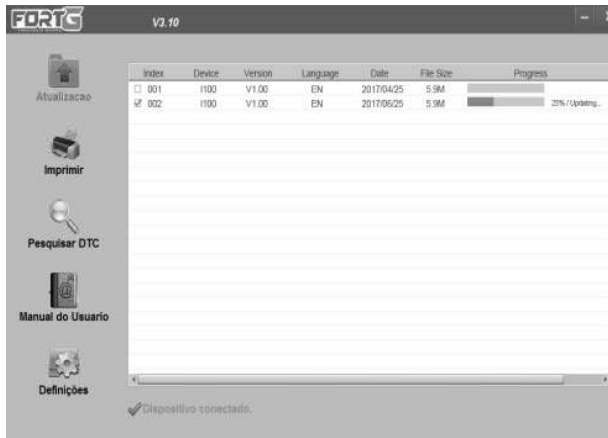 FORTG
V3.10
Atualizacao
Imprimir
Pesquisar DTC
Manual do Usuario
Definições
Index Device Version Language Date File Size Progress
001 I100 V1.00 EN 2017/04/25 5.9M
002 I100 V1.00 EN 2017/06/25 5.9M 25% / Updating...
Dispositivo conectado.